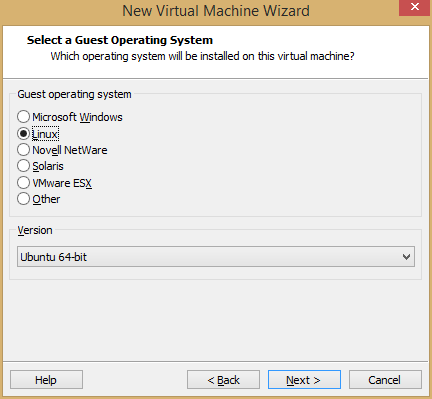 New Virtual Machine Wizard
Select a Guest Operating System
Which operating system will be installed on this virtual machine?
Guest operating system
Microsoft Windows
Linux
Novell NetWare
Solaris
VMware ESX
Other
Version
Ubuntu 64-bit
Help
< Back
Next >
Cancel